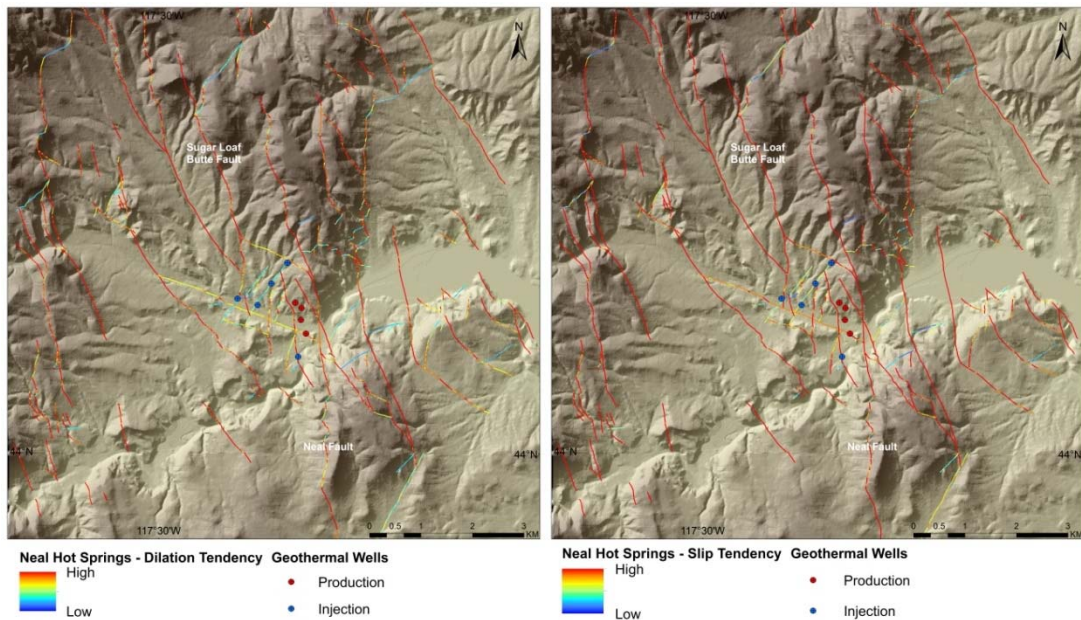 117°30'W
N
Sugar Loaf
Butte Fault
Neal Fault
44°N
44°N
117°30'W
0 0.5 1 2 3
KM
Neal Hot Springs - Dilation Tendency
High
Low
Geothermal Wells
Production
Injection
117°30'W
N
Sugar Loaf
Butte Fault
Neal Fault
44°N
44°N
117°30'W
0 0.5 1 2 3
KM
Neal Hot Springs - Slip Tendency
High
Low
Geothermal Wells
Production
Injection